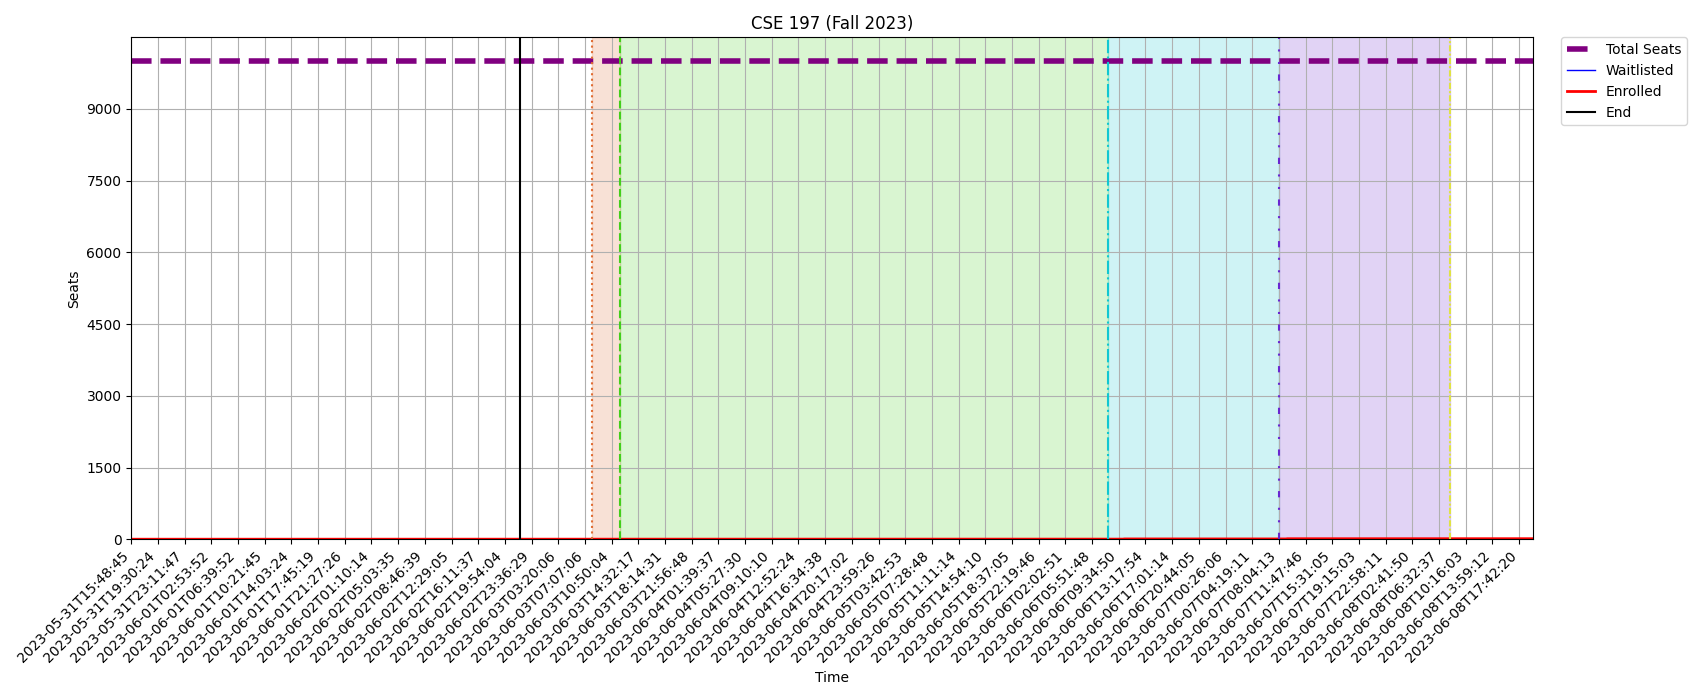 CSE 197 (Fall 2023)
Total Seats
Waitlisted
Enrolled
End
Seats
9000
7500
6000
4500
3000
1500
0
2023-05-31T15:48:45
2023-05-31T19:30:24
2023-05-31T23:11:47
2023-06-01T02:53:52
2023-06-01T06:39:52
2023-06-01T10:21:45
2023-06-01T14:03:24
2023-06-01T17:45:19
2023-06-01T21:27:26
2023-06-02T01:10:14
2023-06-02T05:03:35
2023-06-02T08:46:39
2023-06-02T12:29:05
2023-06-02T16:11:37
2023-06-02T19:54:04
2023-06-02T23:36:29
2023-06-03T03:20:06
2023-06-03T07:07:06
2023-06-03T10:50:04
2023-06-03T14:32:17
2023-06-03T18:14:31
2023-06-03T21:56:48
2023-06-04T01:39:37
2023-06-04T05:27:30
2023-06-04T09:10:10
2023-06-04T12:52:24
2023-06-04T16:34:38
2023-06-04T20:17:02
2023-06-04T23:59:26
2023-06-05T03:42:53
2023-06-05T07:28:48
2023-06-05T11:11:14
2023-06-05T14:54:10
2023-06-05T18:37:05
2023-06-05T22:19:46
2023-06-06T02:02:51
2023-06-06T05:51:48
2023-06-06T09:34:50
2023-06-06T13:17:54
2023-06-06T17:01:14
2023-06-06T20:44:05
2023-06-07T00:26:06
2023-06-07T04:19:11
2023-06-07T08:04:13
2023-06-07T11:47:46
2023-06-07T15:31:05
2023-06-07T19:15:03
2023-06-07T22:58:11
2023-06-08T02:41:50
2023-06-08T06:32:37
2023-06-08T10:16:03
2023-06-08T13:59:12
2023-06-08T17:42:20
Time